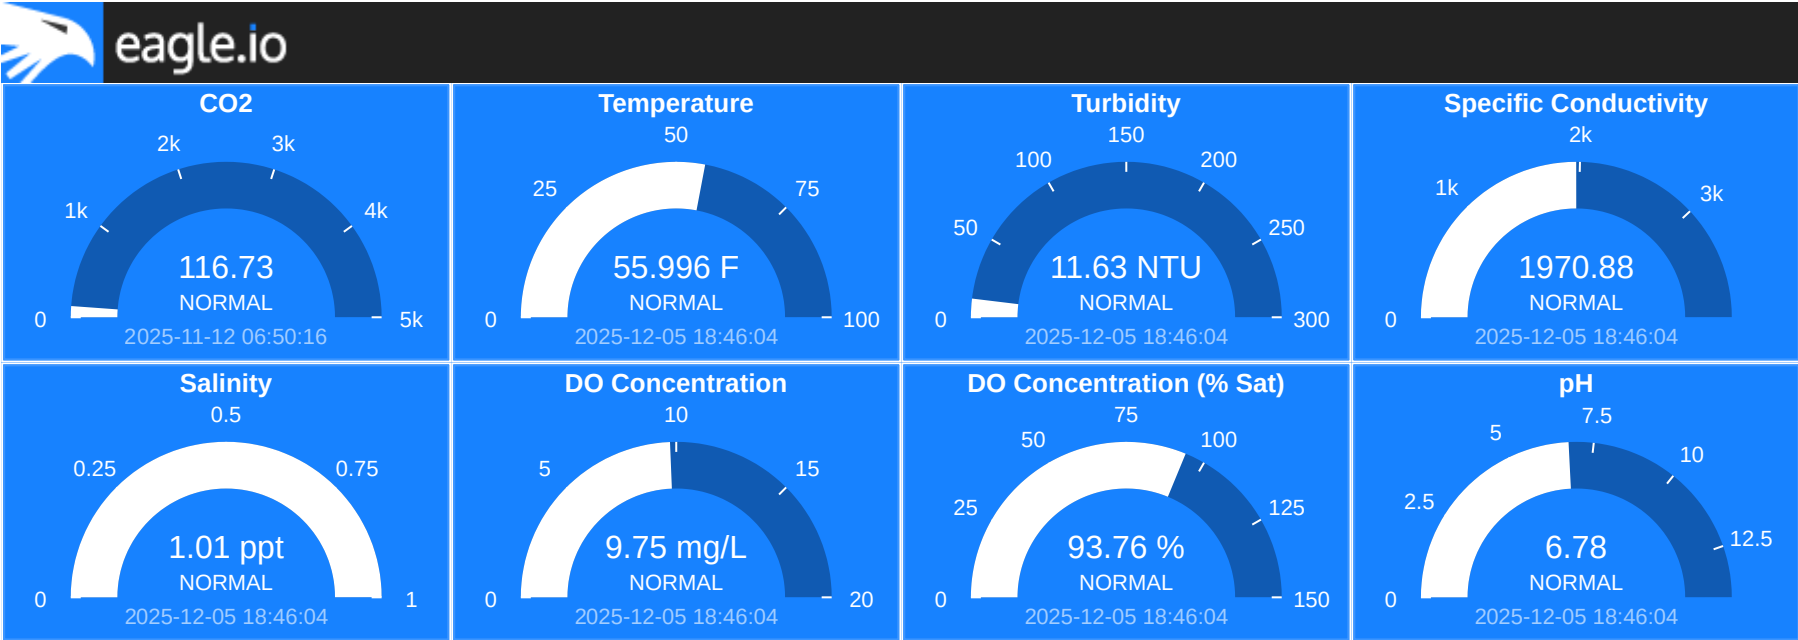 eagle.io
CO2
2k 3k
1k 4k
116.73
NORMAL
0 5k
2025-11-12 06:50:16
Temperature
50
25 75
55.996 F
NORMAL
0 100
2025-12-05 18:46:04
Turbidity
150
100 200
50 250
11.63 NTU
NORMAL
0 300
2025-12-05 18:46:04
Specific Conductivity
2k
1k 3k
1970.88
NORMAL
0
2025-12-05 18:46:04
Salinity
0.5
0.25 0.75
1.01 ppt
NORMAL
0 1
2025-12-05 18:46:04
DO Concentration
10
5 15
9.75 mg/L
NORMAL
0 20
2025-12-05 18:46:04
DO Concentration (% Sat)
75
50 100
25 125
93.76 %
NORMAL
0 150
2025-12-05 18:46:04
pH
7.5
5 10
2.5 12.5
6.78
NORMAL
0
2025-12-05 18:46:04